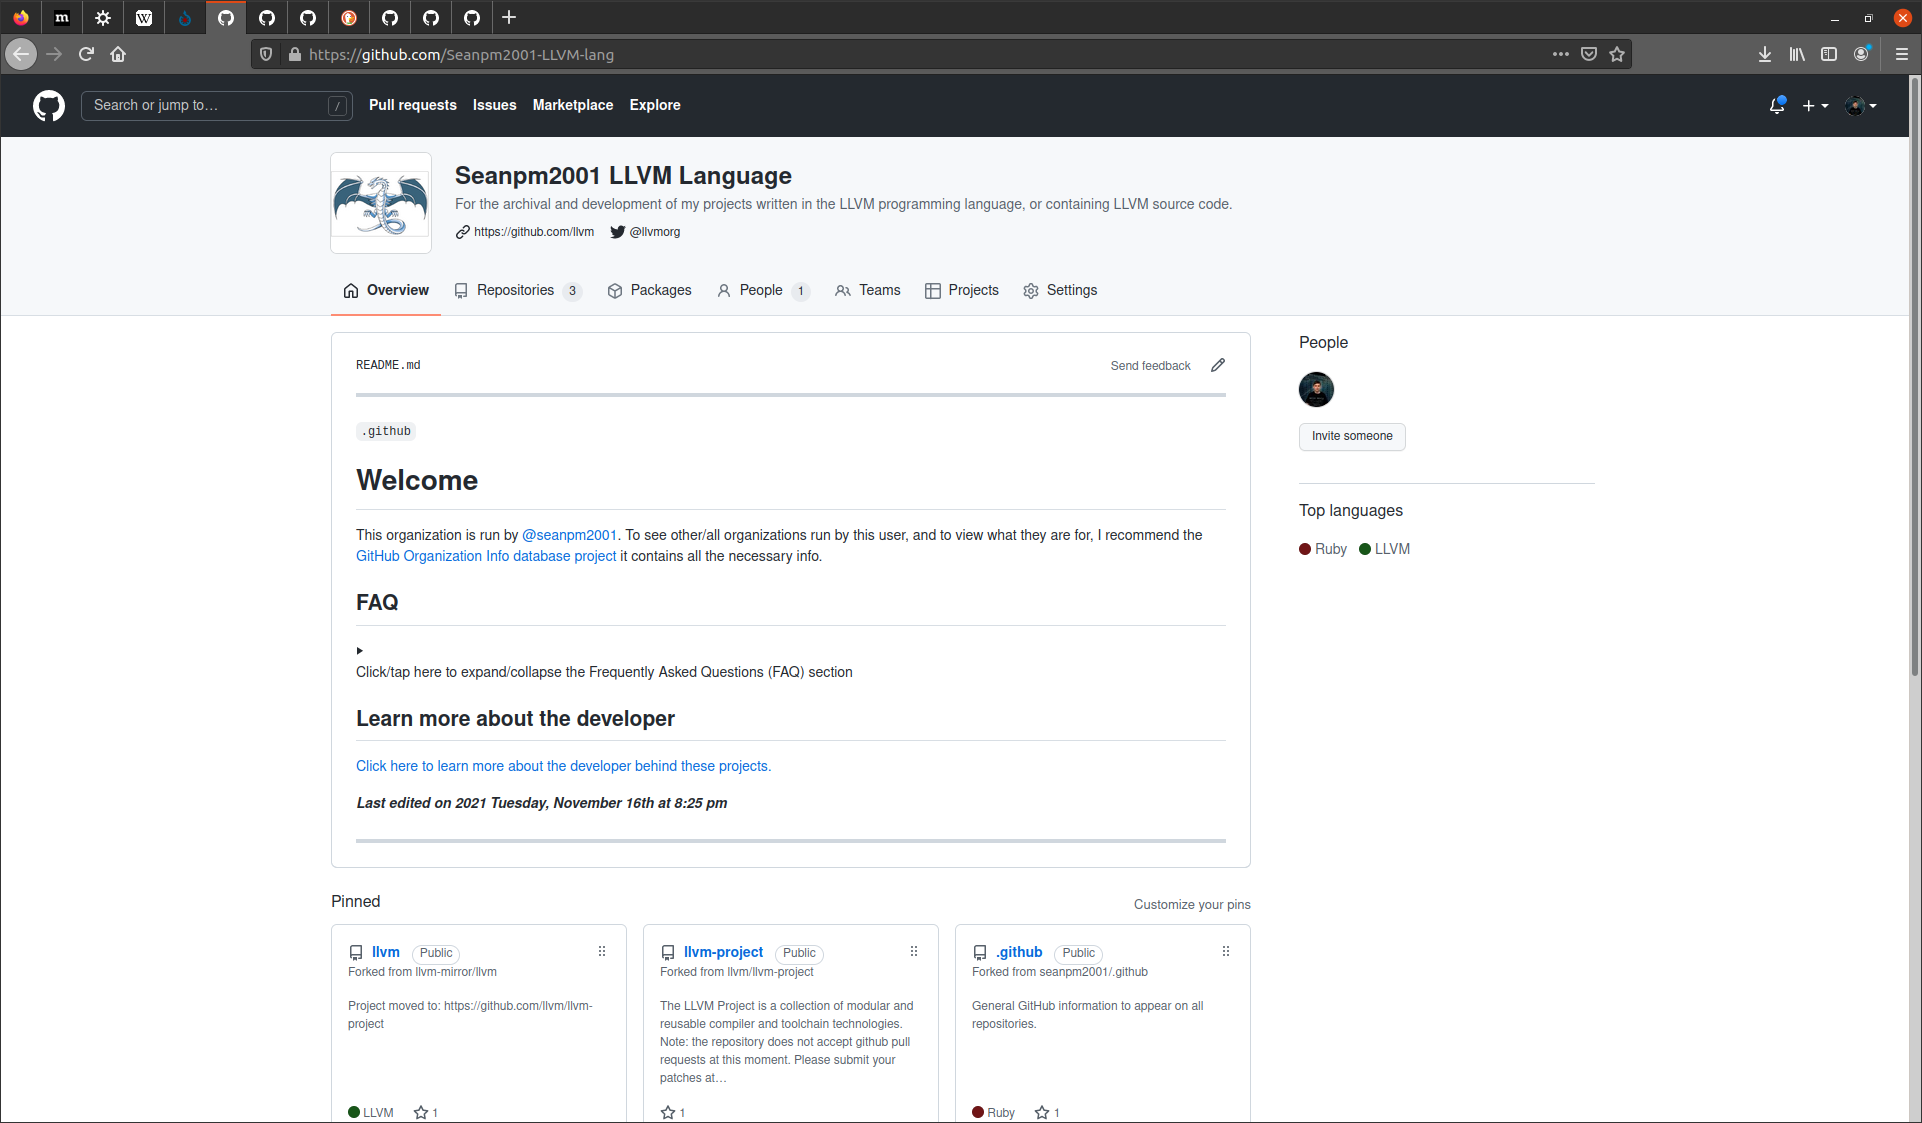 m
W
https://github.com/Seanpm2001-LLVM-lang
Search or jump to… /
Pull requests Issues Marketplace Explore
Seanpm2001 LLVM Language
For the archival and development of my projects written in the LLVM programming language, or containing LLVM source code.
https://github.com/llvm @llvmorg
Overview Repositories 3 Packages People 1 Teams Projects Settings
README.md Send feedback
.github
Welcome
This organization is run by @seanpm2001. To see other/all organizations run by this user, and to view what they are for, I recommend the
GitHub Organization Info database project it contains all the necessary info.
FAQ
Click/tap here to expand/collapse the Frequently Asked Questions (FAQ) section
Learn more about the developer
Click here to learn more about the developer behind these projects.
Last edited on 2021 Tuesday, November 16th at 8:25 pm
People
Invite someone
Top languages
Ruby LLVM
Pinned Customize your pins
llvm Public
Forked from llvm-mirror/llvm
Project moved to: https://github.com/llvm/llvm-
project
LLVM 1
llvm-project Public
Forked from llvm/llvm-project
The LLVM Project is a collection of modular and
reusable compiler and toolchain technologies.
Note: the repository does not accept github pull
requests at this moment. Please submit your
patches at…
1
.github Public
Forked from seanpm2001/.github
General GitHub information to appear on all
repositories.
Ruby 1